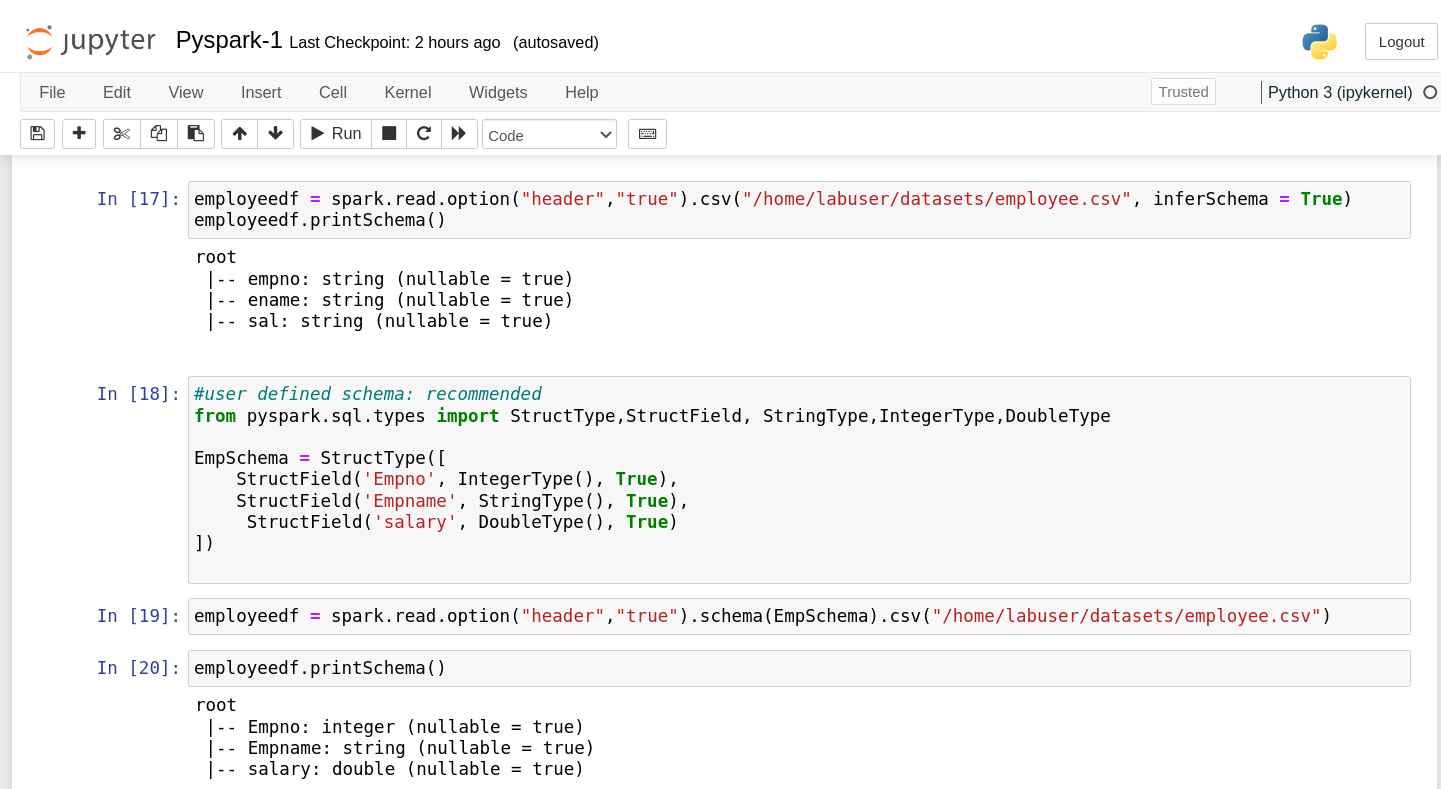 jupyter Pyspark-1 Last Checkpoint: 2 hours ago (autosaved) Logout
File Edit View Insert Cell Kernel Widgets Help Trusted Python 3 (ipykernel)
Run Code
In [17]: employeedf = spark.read.option("header","true").csv("/home/labuser/datasets/employee.csv", inferSchema = True)
employeedf.printSchema()
root
 |-- empno: string (nullable = true)
 |-- ename: string (nullable = true)
 |-- sal: string (nullable = true)
In [18]: #user defined schema: recommended
from pyspark.sql.types import StructType,StructField, StringType,IntegerType,DoubleType
EmpSchema = StructType([
    StructField('Empno', IntegerType(), True),
    StructField('Empname', StringType(), True),
     StructField('salary', DoubleType(), True)
])
In [19]: employeedf = spark.read.option("header","true").schema(EmpSchema).csv("/home/labuser/datasets/employee.csv")
In [20]: employeedf.printSchema()
root
 |-- Empno: integer (nullable = true)
 |-- Empname: string (nullable = true)
 |-- salary: double (nullable = true)